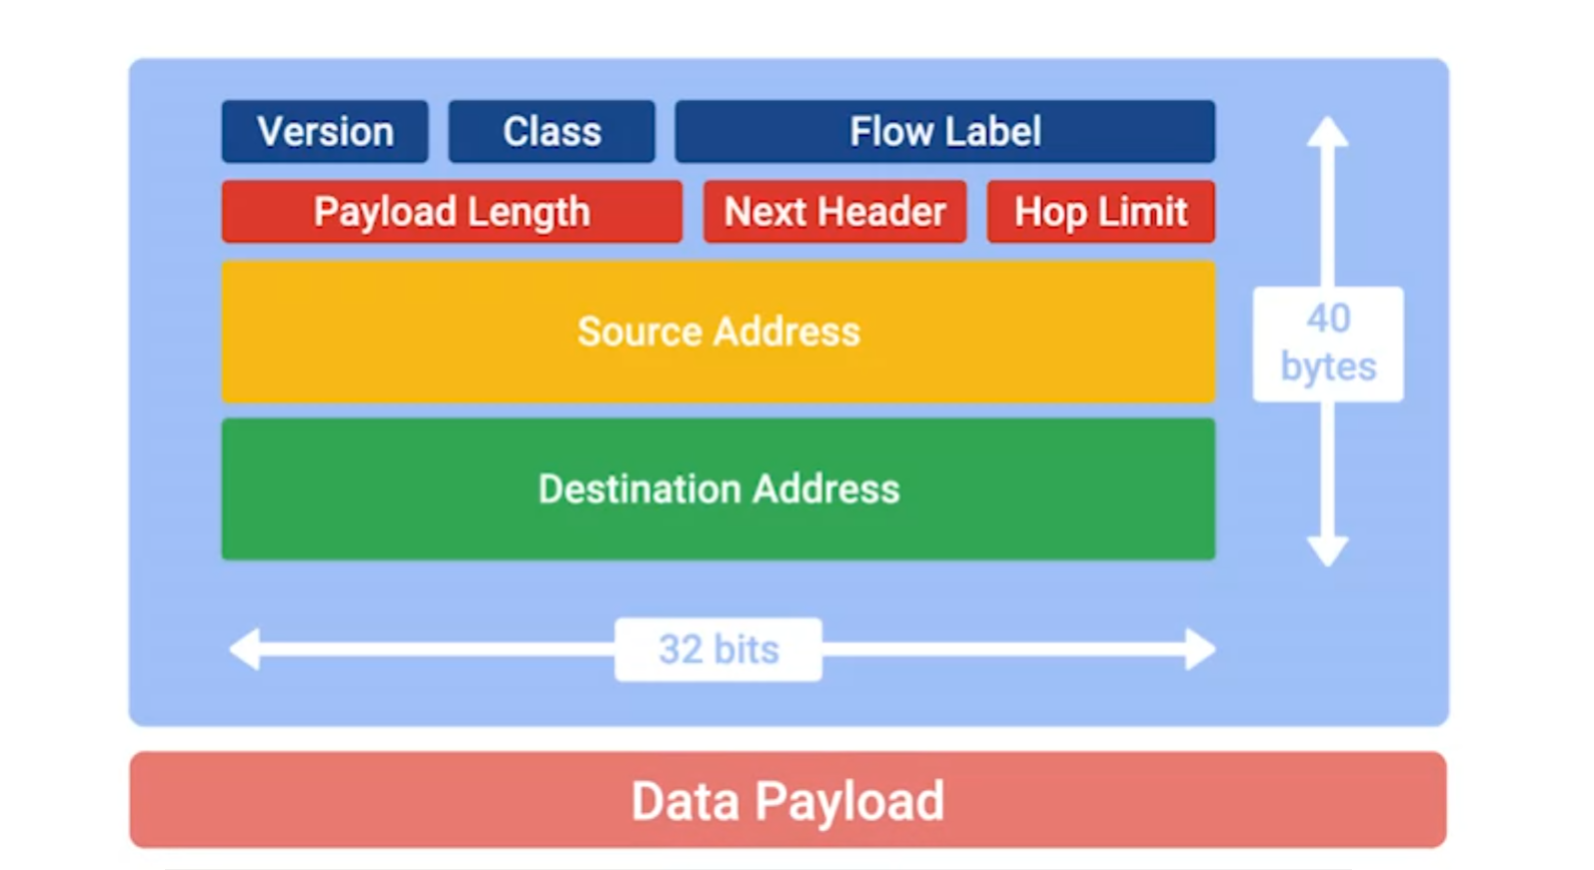 Version Class Flow Label
Payload Length Next Header Hop Limit
Source Address
40
bytes
Destination Address
32 bits
Data Payload